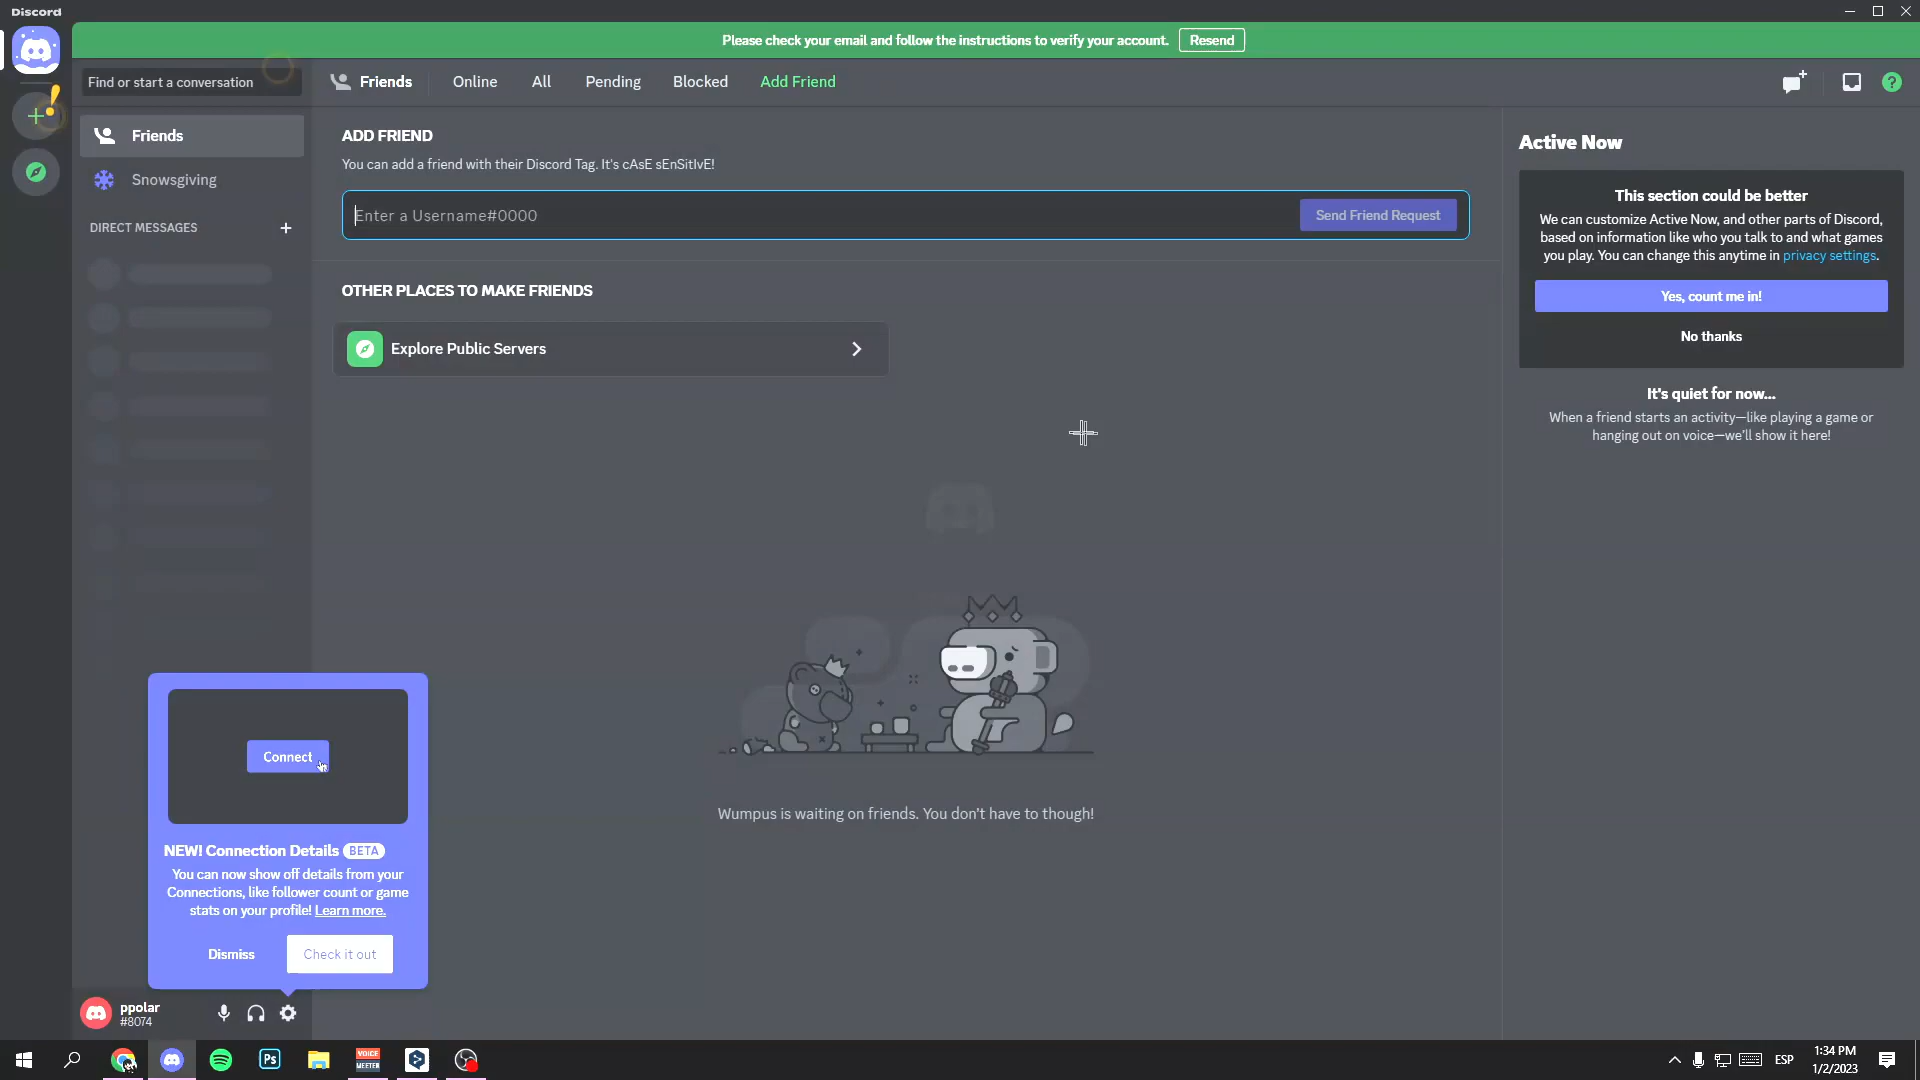 Discord
Please check your email and follow the instructions to verify your account.
Resend
Find or start a conversation
Friends
Online
All
Pending
Blocked
Add Friend
Friends
Snowsgiving
DIRECT MESSAGES
ADD FRIEND
You can add a friend with their Discord Tag. It's cAsE sEnSitIvE!
Enter a Username#0000
Send Friend Request
OTHER PLACES TO MAKE FRIENDS
Explore Public Servers
Wumpus is waiting on friends. You don't have to though!
Active Now
This section could be better
We can customize Active Now, and other parts of Discord,
based on information like who you talk to and what games
you play. You can change this anytime in privacy settings.
Yes, count me in!
No thanks
It's quiet for now...
When a friend starts an activity—like playing a game or
hanging out on voice—we'll show it here!
Connect
NEW! Connection Details BETA
You can now show off details from your
Connections, like follower count or game
stats on your profile! Learn more.
Dismiss
Check it out
ppolar
#8074
Ps
VOICE
MEETER
ESP
1:34 PM
1/2/2023